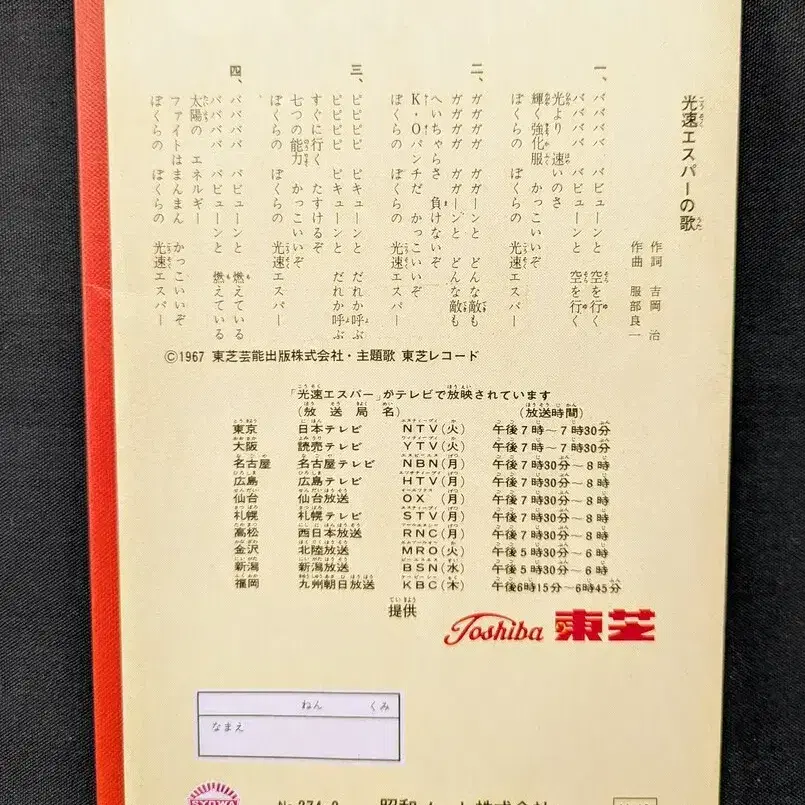 光速エスパーの歌
作詞 吉岡 治
作曲 服部良一
一、バババババビューンと 空を行く
バババババビューンと 空を行く
光より 速いのさ
輝く強化服 かっこいいぞ
ぼくらの ぼくらの 光速エスパー
二、ガガガガ ガガーンと どんな敵も
ガガガガ ガガーンと どんな敵も
へいちゃらさ 負けないぞ
K・Oパンチだ かっこいいぞ
ぼくらの ぼくらの 光速エスパー
三、ピピピピ ピキューンと だれか呼ぶ
ピピピピ ピキューンと だれか呼ぶ
すぐに行く たすけるぞ
七つの能力 かっこいいぞ
ぼくらの ぼくらの 光速エスパー
四、バババババビューンと 燃えている
バババババビューンと 燃えている
太陽の エネルギー
ファイトはまんまん かっこいいぞ
ぼくらの ぼくらの 光速エスパー
©1967 東芝芸能出版株式会社・主題歌 東芝レコード
「光速エスパー」がテレビで放映されています
(放送局名) (放送時間)
東京 日本テレビ NTV(火) 午後7時〜7時30分
大阪 読売テレビ YTV(火) 午後7時〜7時30分
名古屋 名古屋テレビ NBN(月) 午後7時30分〜8時
広島 広島テレビ HTV(月) 午後7時30分〜8時
仙台 仙台放送 OX (月) 午後7時30分〜8時
札幌 札幌テレビ STV(月) 午後7時30分〜8時
高松 西日本放送 RNC(月) 午後7時30分〜8時
金沢 北陸放送 MRO(火) 午後5時30分〜6時
新潟 新潟放送 BSN(水) 午後5時30分〜6時
福岡 九州朝日放送 KBC(木) 午後6時15分〜6時45分
提供
Toshiba 東芝
ねん くみ
なまえ